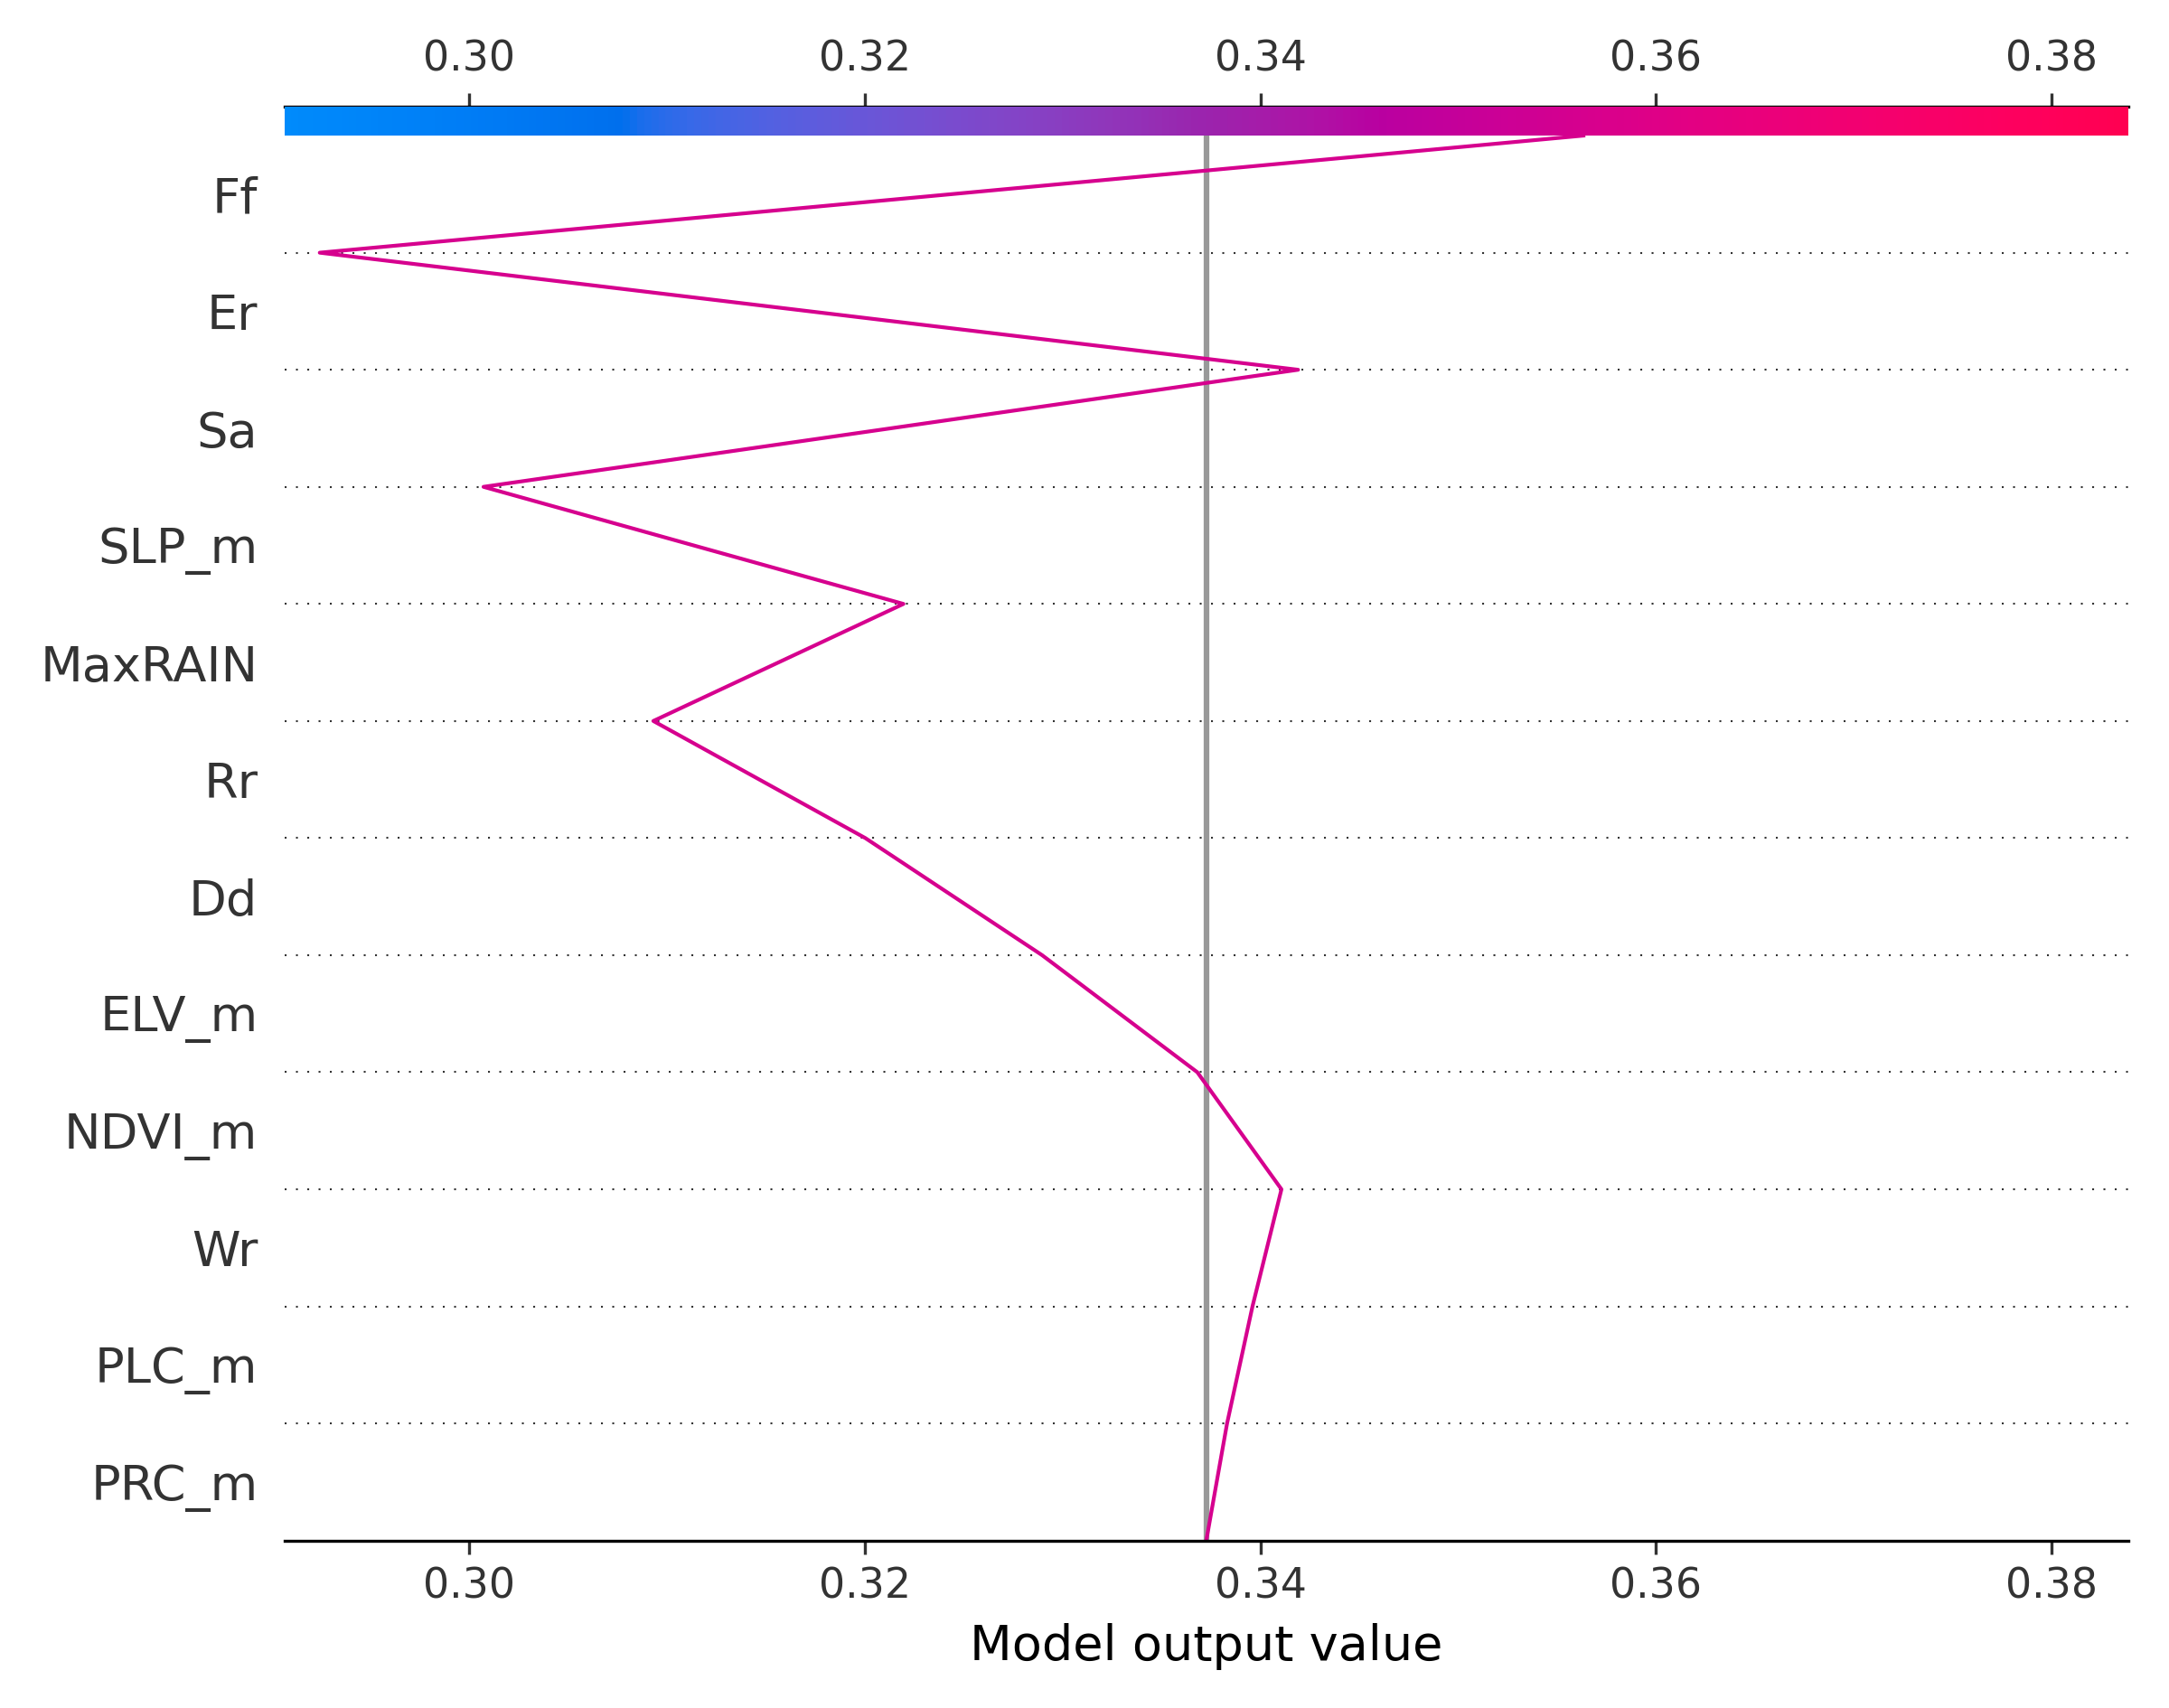 0.30 0.32 0.34 0.36 0.38
Ff
Er
Sa
SLP_m
MaxRAIN
Rr
Dd
ELV_m
NDVI_m
Wr
PLC_m
PRC_m
0.30 0.32 0.34 0.36 0.38
Model output value